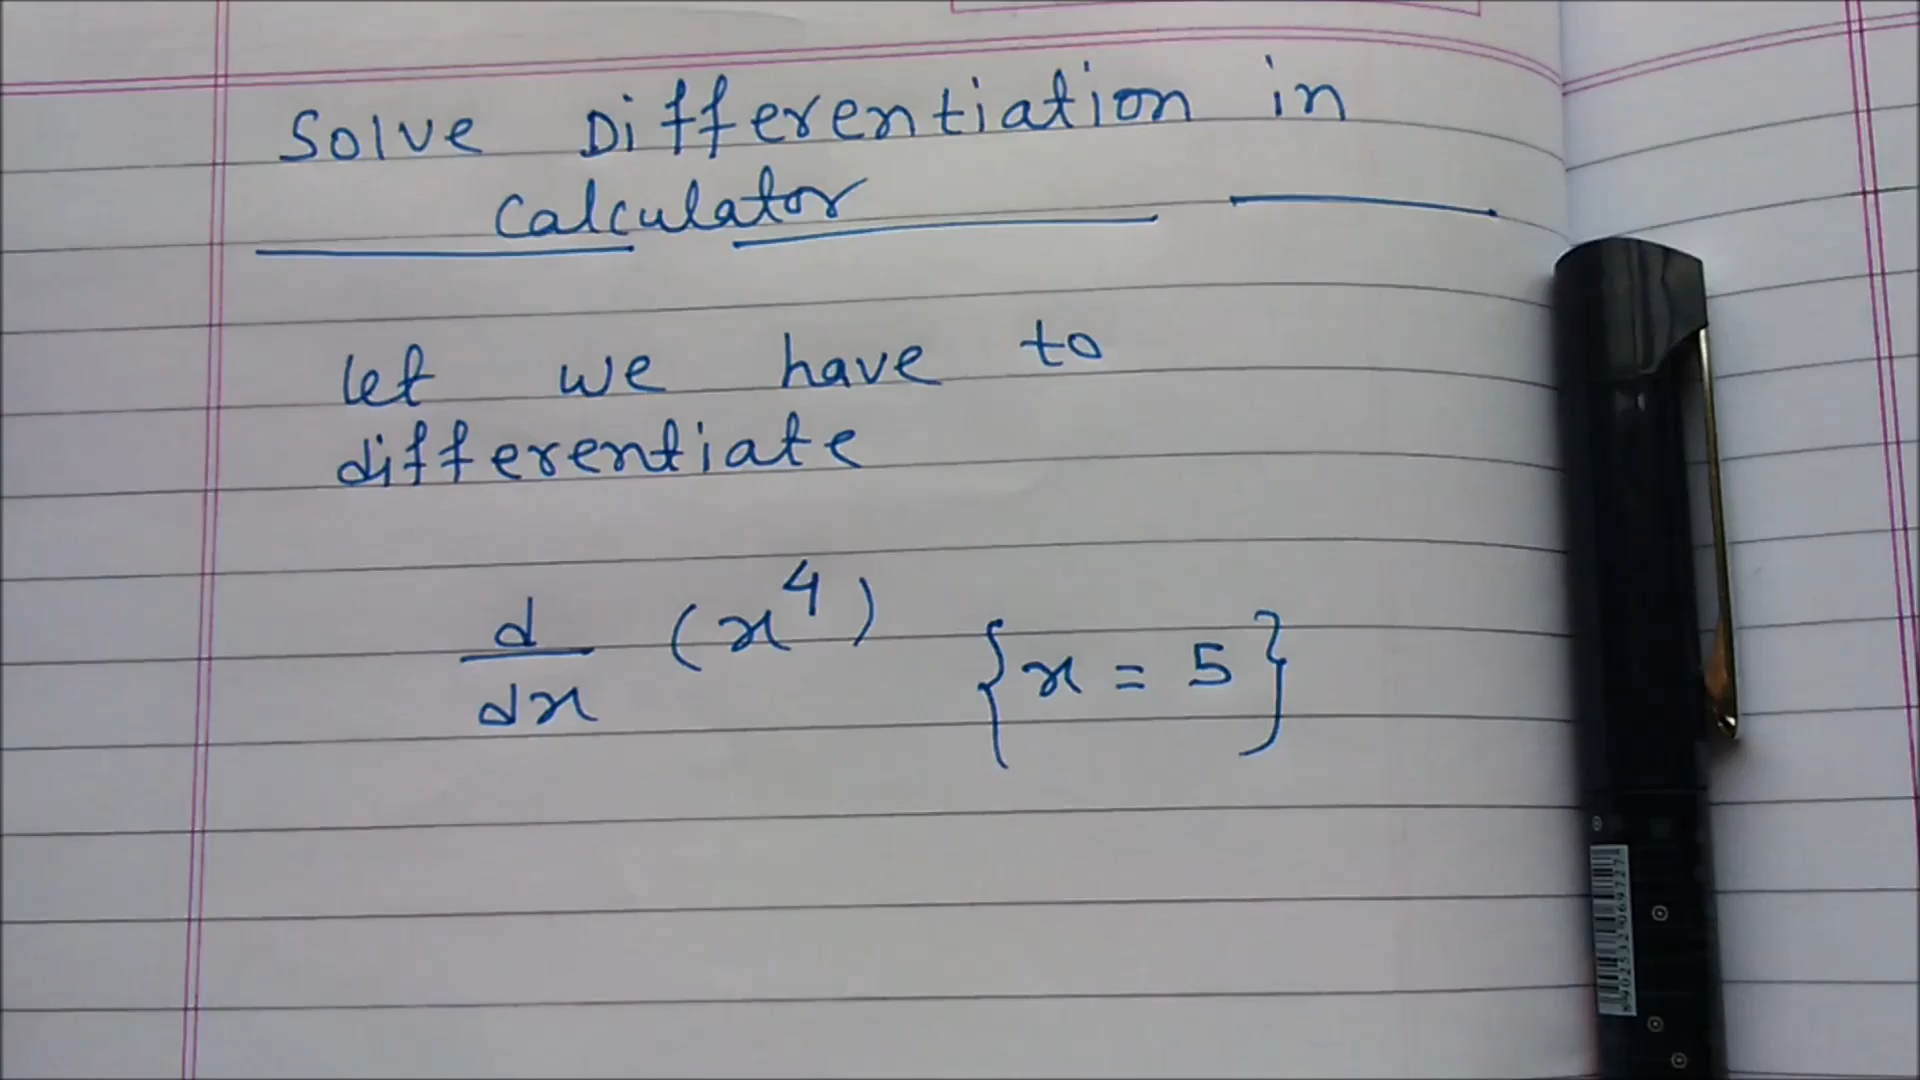 Solve Differentiation in
Calculator
let we have to
differentiate
d/dx (x^4) {x = 5}